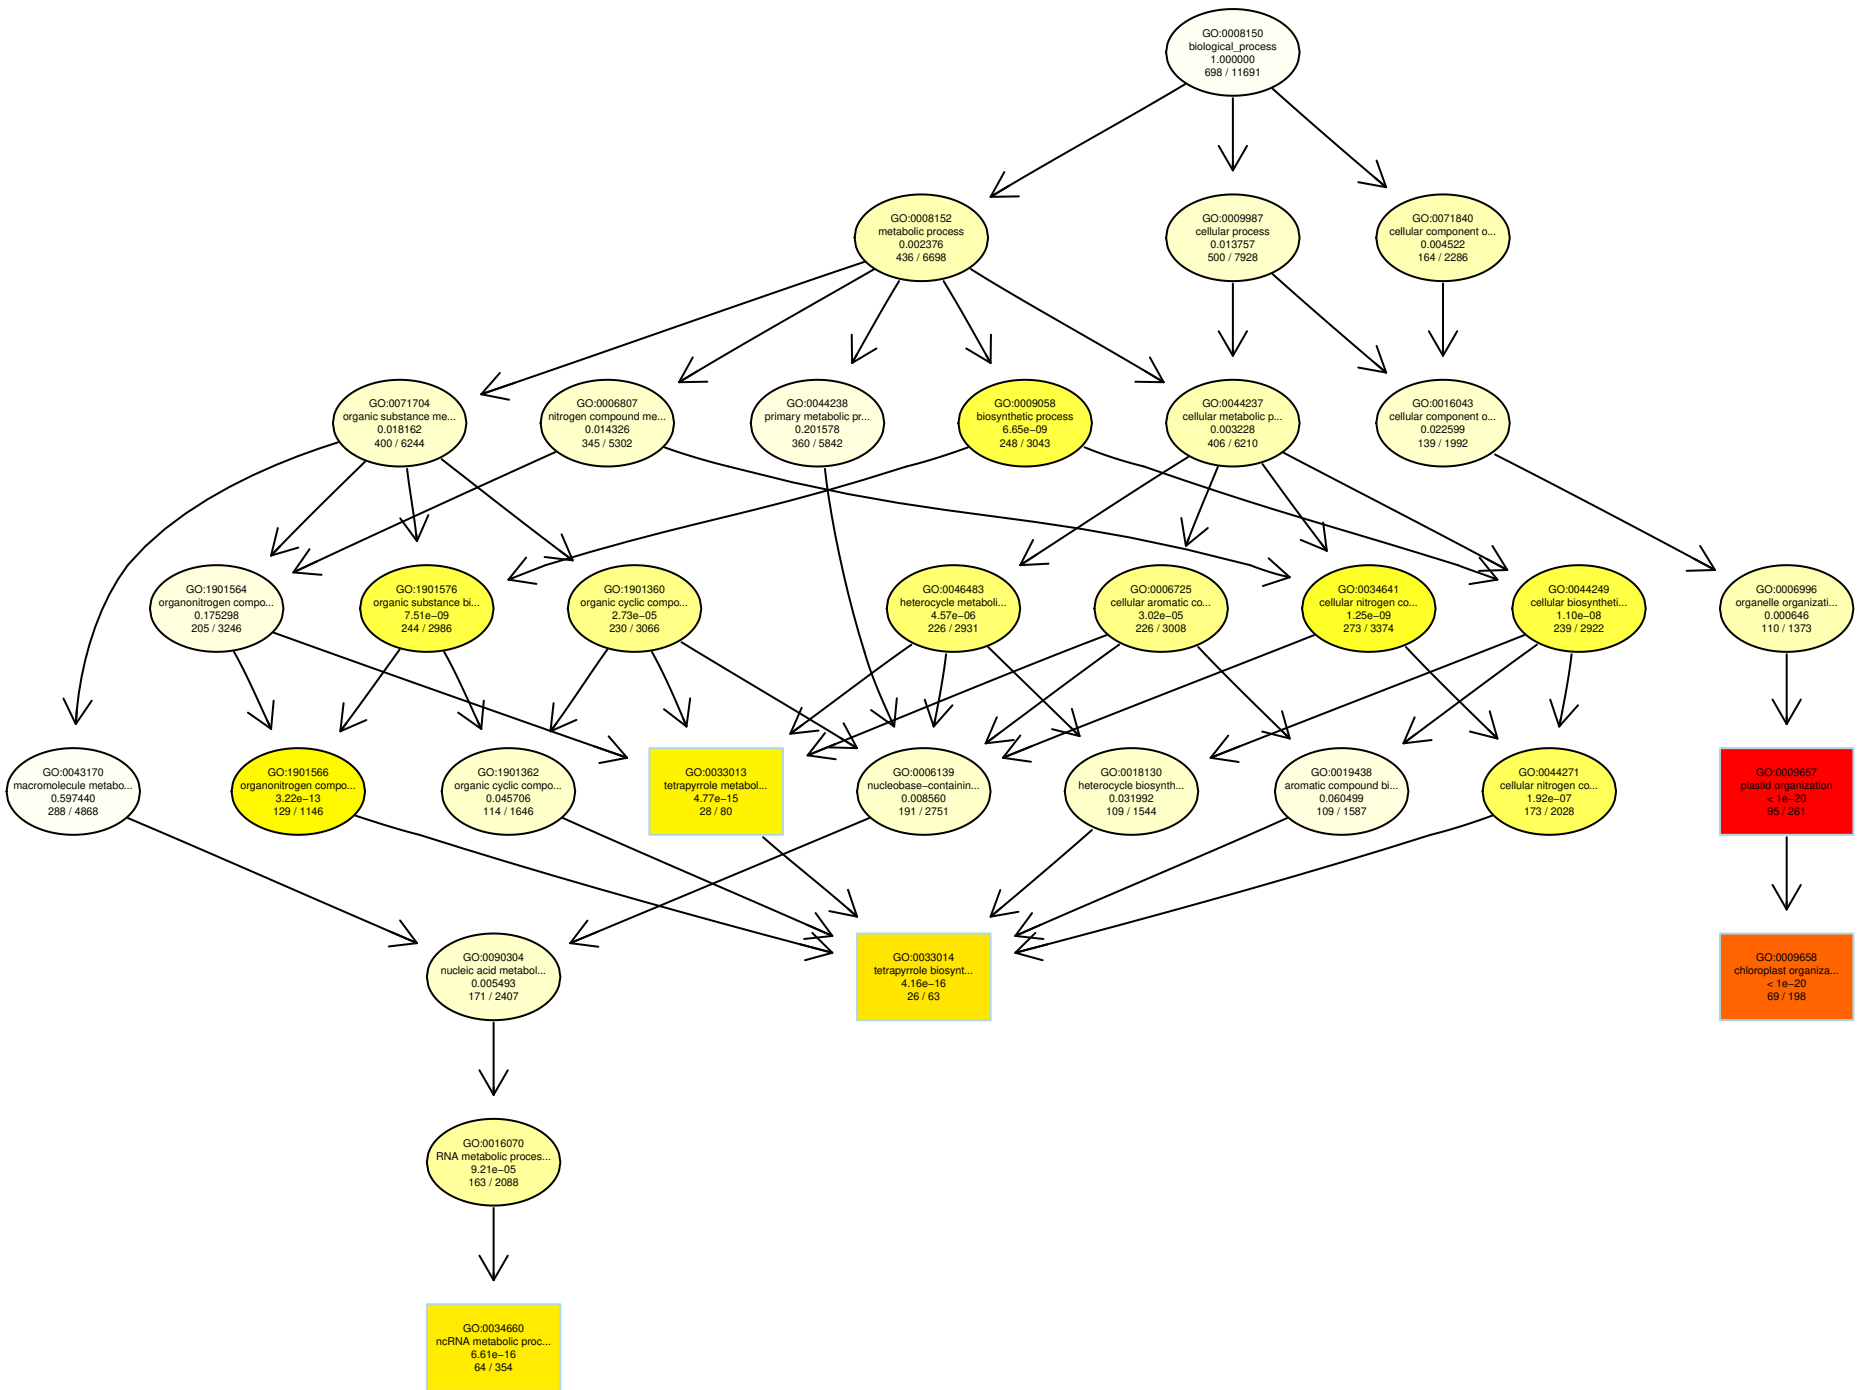 GO:0008150
biological_process
1.000000
698 / 11691
GO:0008152
metabolic process
0.002376
436 / 6698
GO:0009987
cellular process
0.013757
500 / 7928
GO:0071840
cellular component o...
0.004522
164 / 2286
GO:0071704
organic substance me...
0.018162
400 / 6244
GO:0006807
nitrogen compound me...
0.014326
345 / 5302
GO:0044238
primary metabolic pr...
0.201578
360 / 5842
GO:0009058
biosynthetic process
6.65e−09
248 / 3043
GO:0044237
cellular metabolic p...
0.003228
406 / 6210
GO:0016043
cellular component o...
0.022599
139 / 1992
GO:1901564
organonitrogen compo...
0.175298
205 / 3246
GO:1901576
organic substance bi...
7.51e−09
244 / 2986
GO:1901360
organic cyclic compo...
2.73e−05
230 / 3066
GO:0046483
heterocycle metaboli...
4.57e−06
226 / 2931
GO:0006725
cellular aromatic co...
3.02e−05
226 / 3008
GO:0034641
cellular nitrogen co...
1.25e−09
273 / 3374
GO:0044249
cellular biosyntheti...
1.10e−08
239 / 2922
GO:0006996
organelle organizati...
0.000646
110 / 1373
GO:0043170
macromolecule metabo...
0.597440
288 / 4868
GO:1901566
organonitrogen compo...
3.22e−13
129 / 1146
GO:1901362
organic cyclic compo...
0.045706
114 / 1646
GO:0033013
tetrapyrrole metabol...
4.77e−15
28 / 80
GO:0006139
nucleobase−containin...
0.008560
191 / 2751
GO:0018130
heterocycle biosynth...
0.031992
109 / 1544
GO:0019438
aromatic compound bi...
0.060499
109 / 1587
GO:0044271
cellular nitrogen co...
1.92e−07
173 / 2028
GO:0009657
plastid organization
< 1e−20
95 / 261
GO:0090304
nucleic acid metabol...
0.005493
171 / 2407
GO:0033014
tetrapyrrole biosynt...
4.16e−16
26 / 63
GO:0009658
chloroplast organiza...
< 1e−20
69 / 198
GO:0016070
RNA metabolic proces...
9.21e−05
163 / 2088
GO:0034660
ncRNA metabolic proc...
6.61e−16
64 / 354